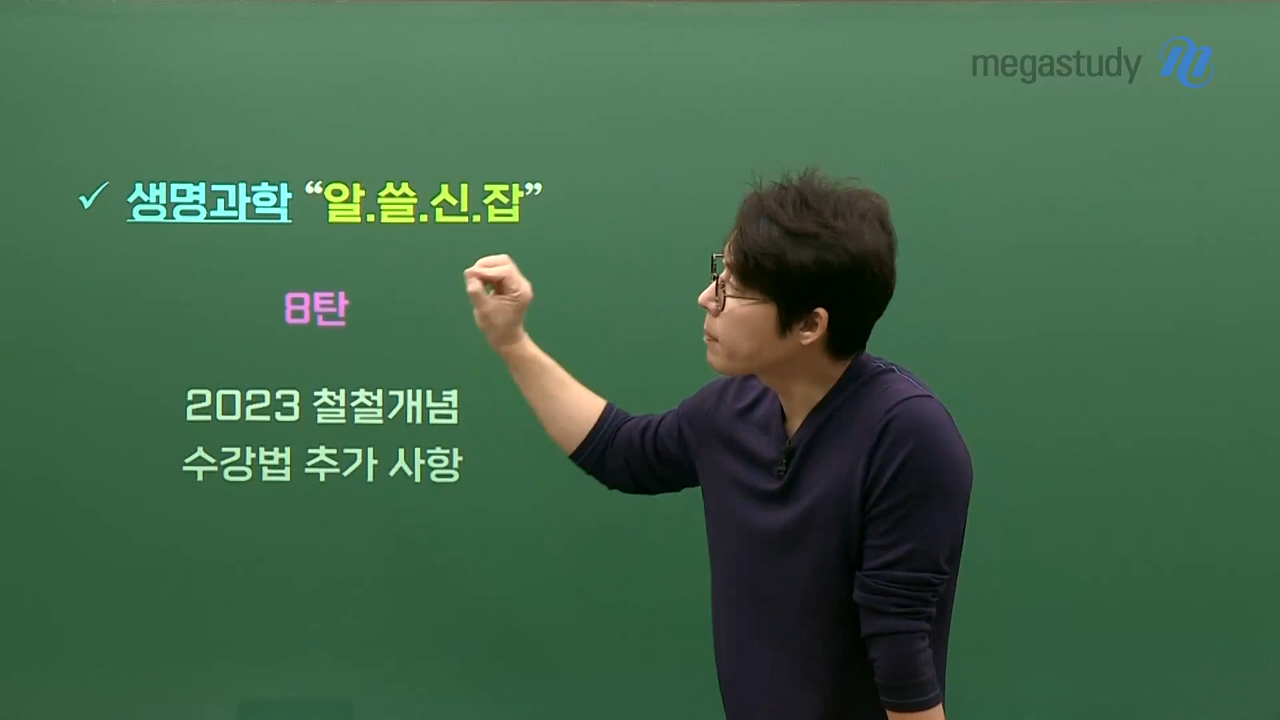 megastudy
✓ 생명과학 “알.쓸.신.잡”
8탄
2023 철철개념
수강법 추가 사항